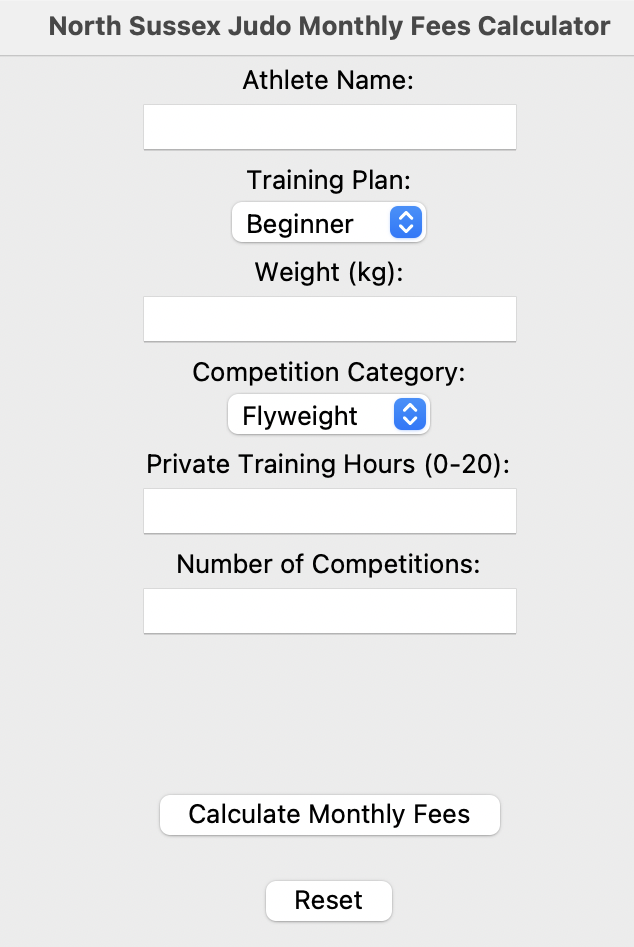 North Sussex Judo Monthly Fees Calculator
Athlete Name:
Training Plan:
Beginner
Weight (kg):
Competition Category:
Flyweight
Private Training Hours (0-20):
Number of Competitions:
Calculate Monthly Fees
Reset